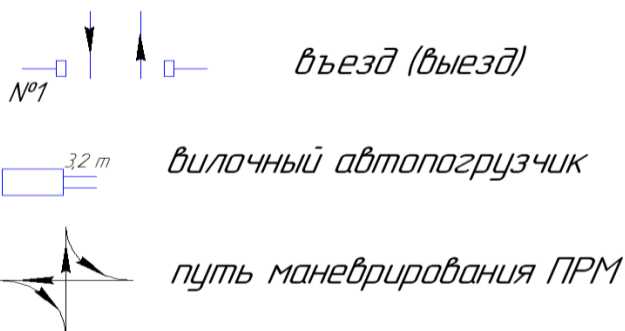 въезд (выезд)
№1
3,2 т
вилочный автопогрузчик
путь маневрирования ПРМ